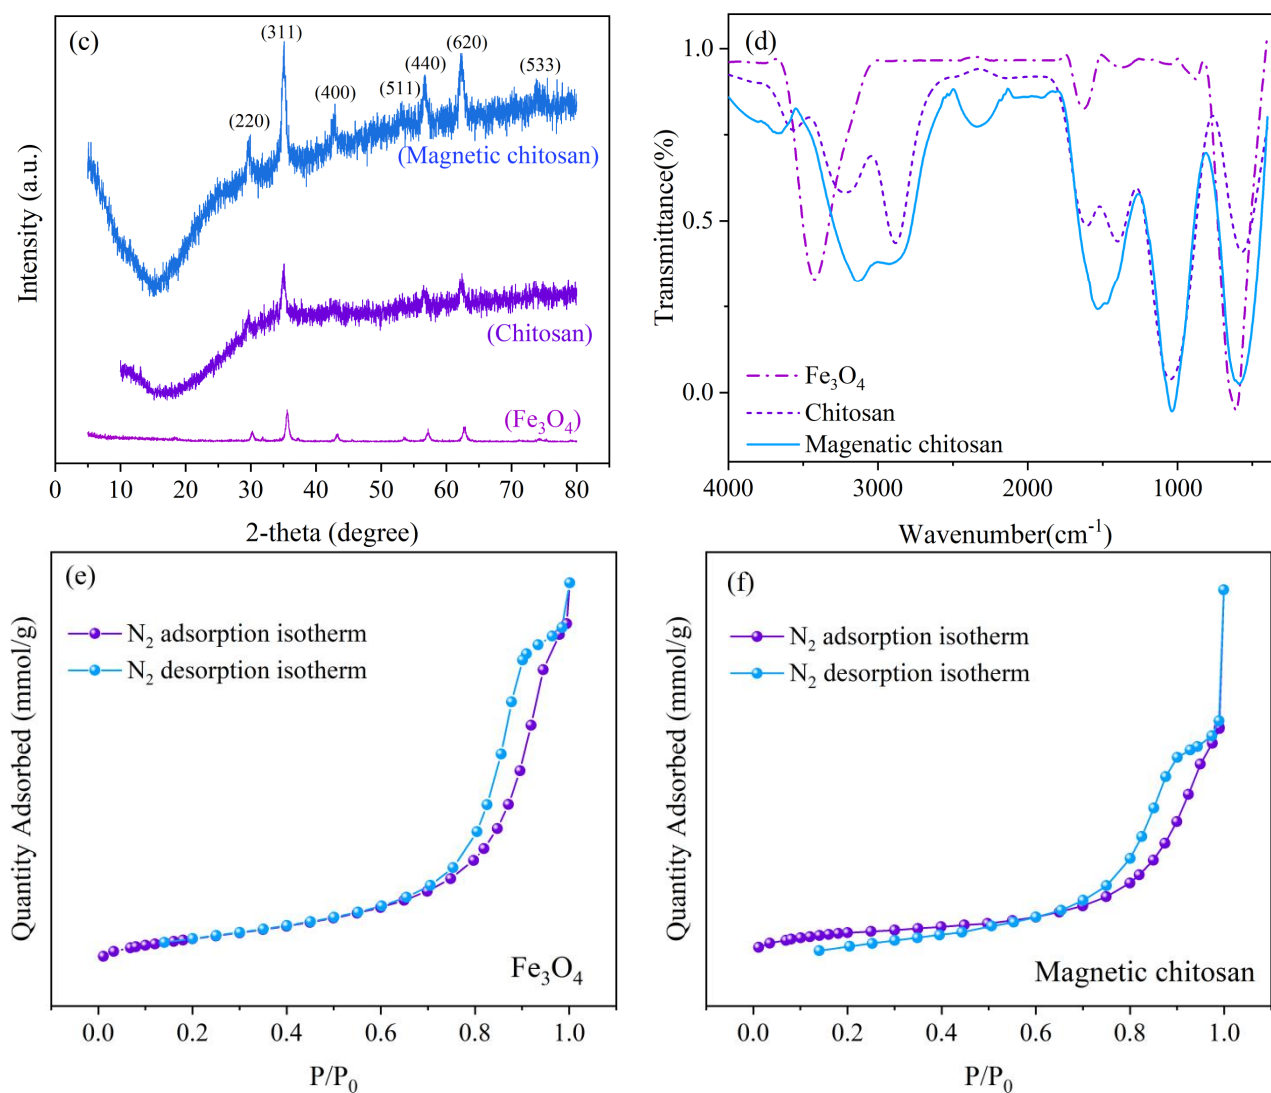 (c)
(311)
(620)
(440)
(533)
(511)
(400)
(220)
(Magnetic chitosan)
(Chitosan)
(Fe₃O₄)
Intensity (a.u.)
0 10 20 30 40 50 60 70 80
2-theta (degree)
(d)
1.0
0.5
0.0
Transmittance(%)
Fe₃O₄
Chitosan
Magenatic chitosan
4000 3000 2000 1000
Wavenumber(cm⁻¹)
(e)
N₂ adsorption isotherm
N₂ desorption isotherm
Quantity Adsorbed (mmol/g)
Fe₃O₄
0.0 0.2 0.4 0.6 0.8 1.0
P/P₀
(f)
N₂ adsorption isotherm
N₂ desorption isotherm
Quantity Adsorbed (mmol/g)
Magnetic chitosan
0.0 0.2 0.4 0.6 0.8 1.0
P/P₀